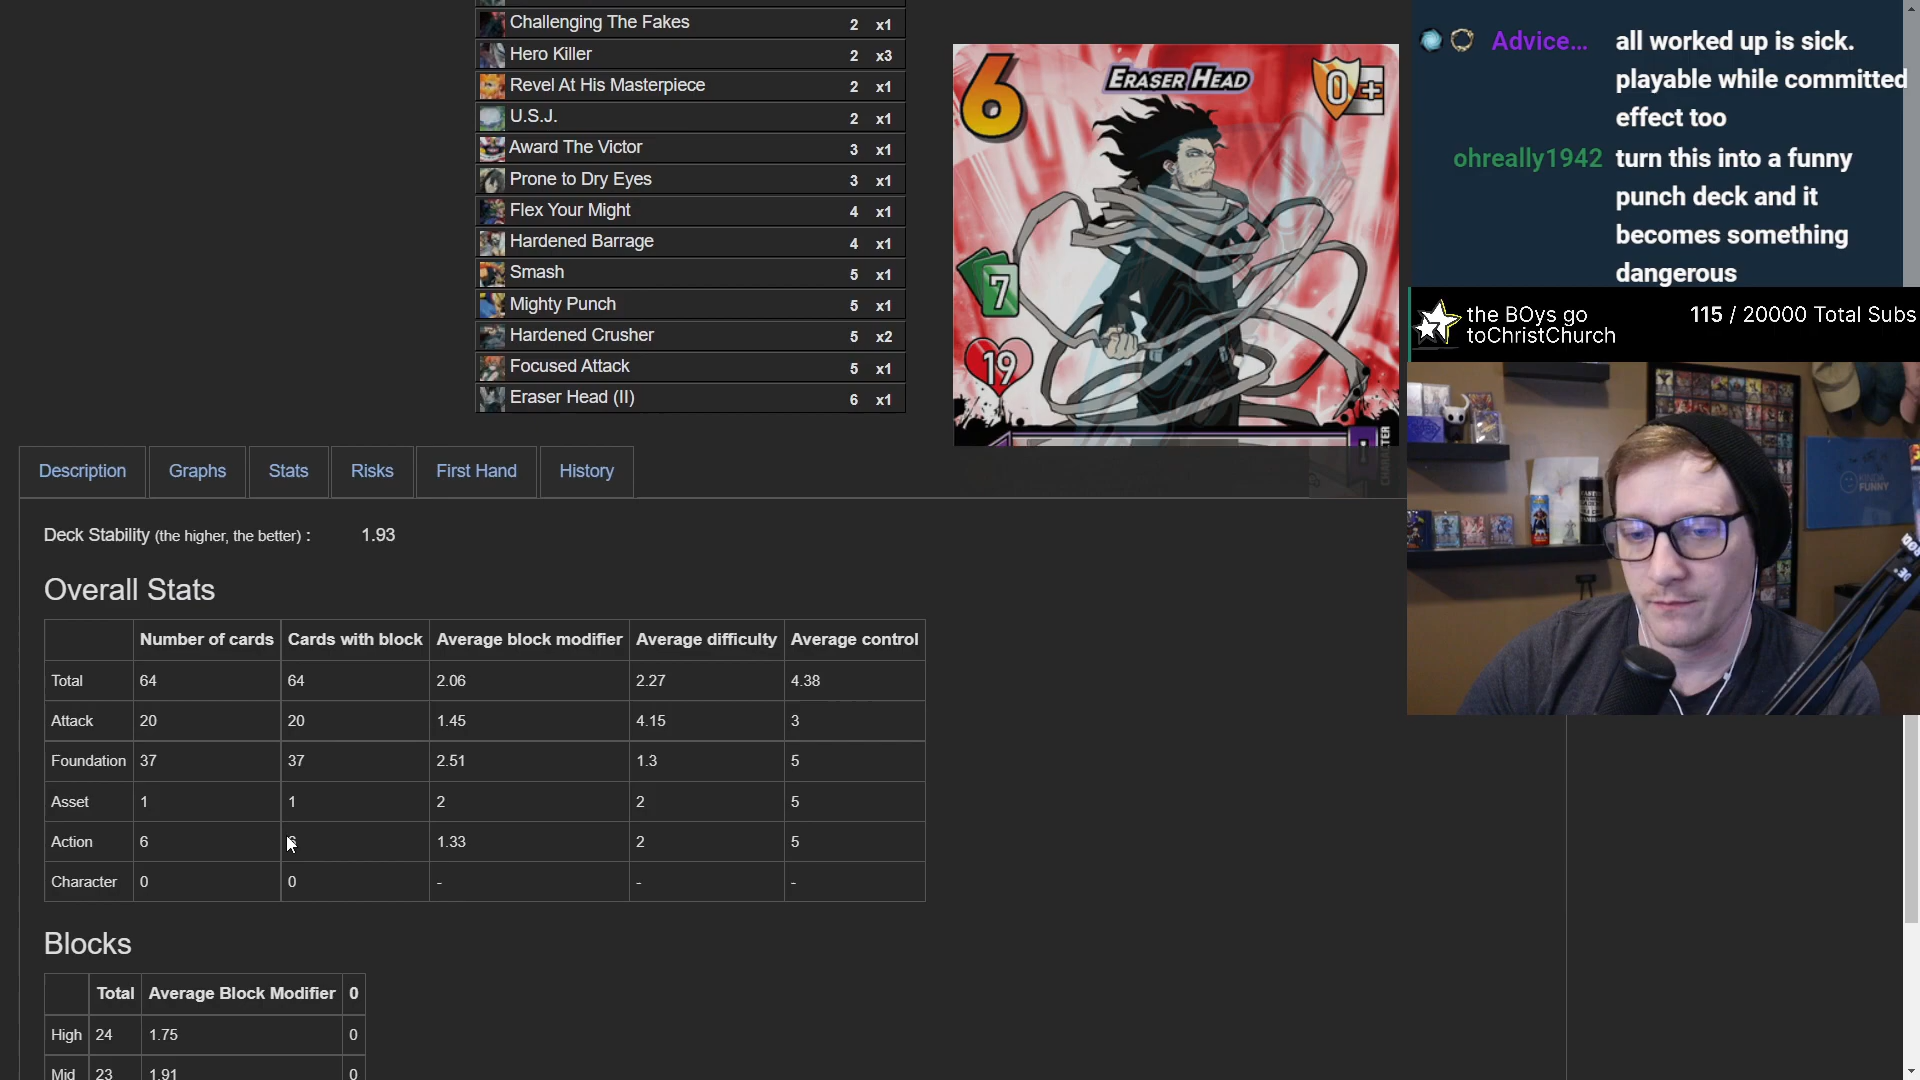 Challenging The Fakes 2 x1
Hero Killer 2 x3
Revel At His Masterpiece 2 x1
U.S.J. 2 x1
Award The Victor 3 x1
Prone to Dry Eyes 3 x1
Flex Your Might 4 x1
Hardened Barrage 4 x1
Smash 5 x1
Mighty Punch 5 x1
Hardened Crusher 5 x2
Focused Attack 5 x1
Eraser Head (II) 6 x1
6 ERASER HEAD 0+
7
19
CHARACTER
Advice... all worked up is sick.
playable while committed
effect too
ohreally1942 turn this into a funny
punch deck and it
becomes something
dangerous
the BOys go 115 / 20000 Total Subs
toChristChurch
FUNNY
Description Graphs Stats Risks First Hand History
Deck Stability (the higher, the better) : 1.93
Overall Stats
Number of cards Cards with block Average block modifier Average difficulty Average control
Total 64 64 2.06 2.27 4.38
Attack 20 20 1.45 4.15 3
Foundation 37 37 2.51 1.3 5
Asset 1 1 2 2 5
Action 6 6 1.33 2 5
Character 0 0 - - -
Blocks
Total Average Block Modifier 0
High 24 1.75 0
Mid 23 1.91 0